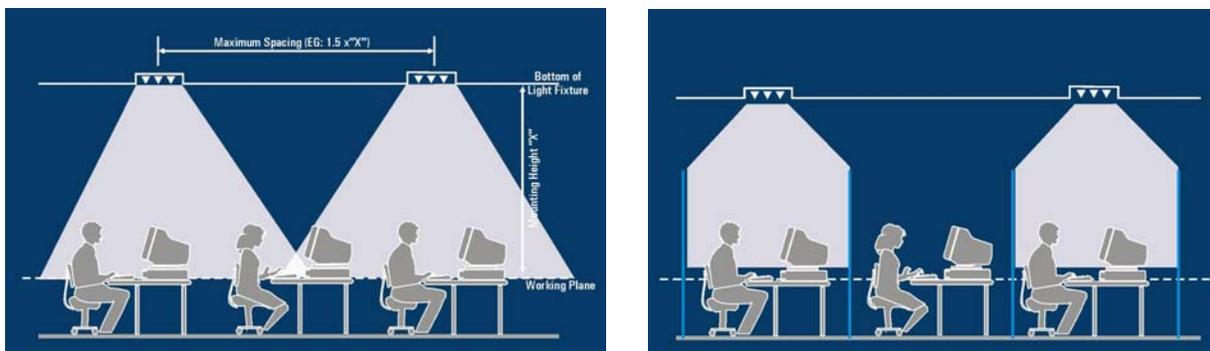 Maximum Spacing (EG: 1.5 x"X")
Bottom of
Light Fixture
Mounting Height "X"
Working Plane